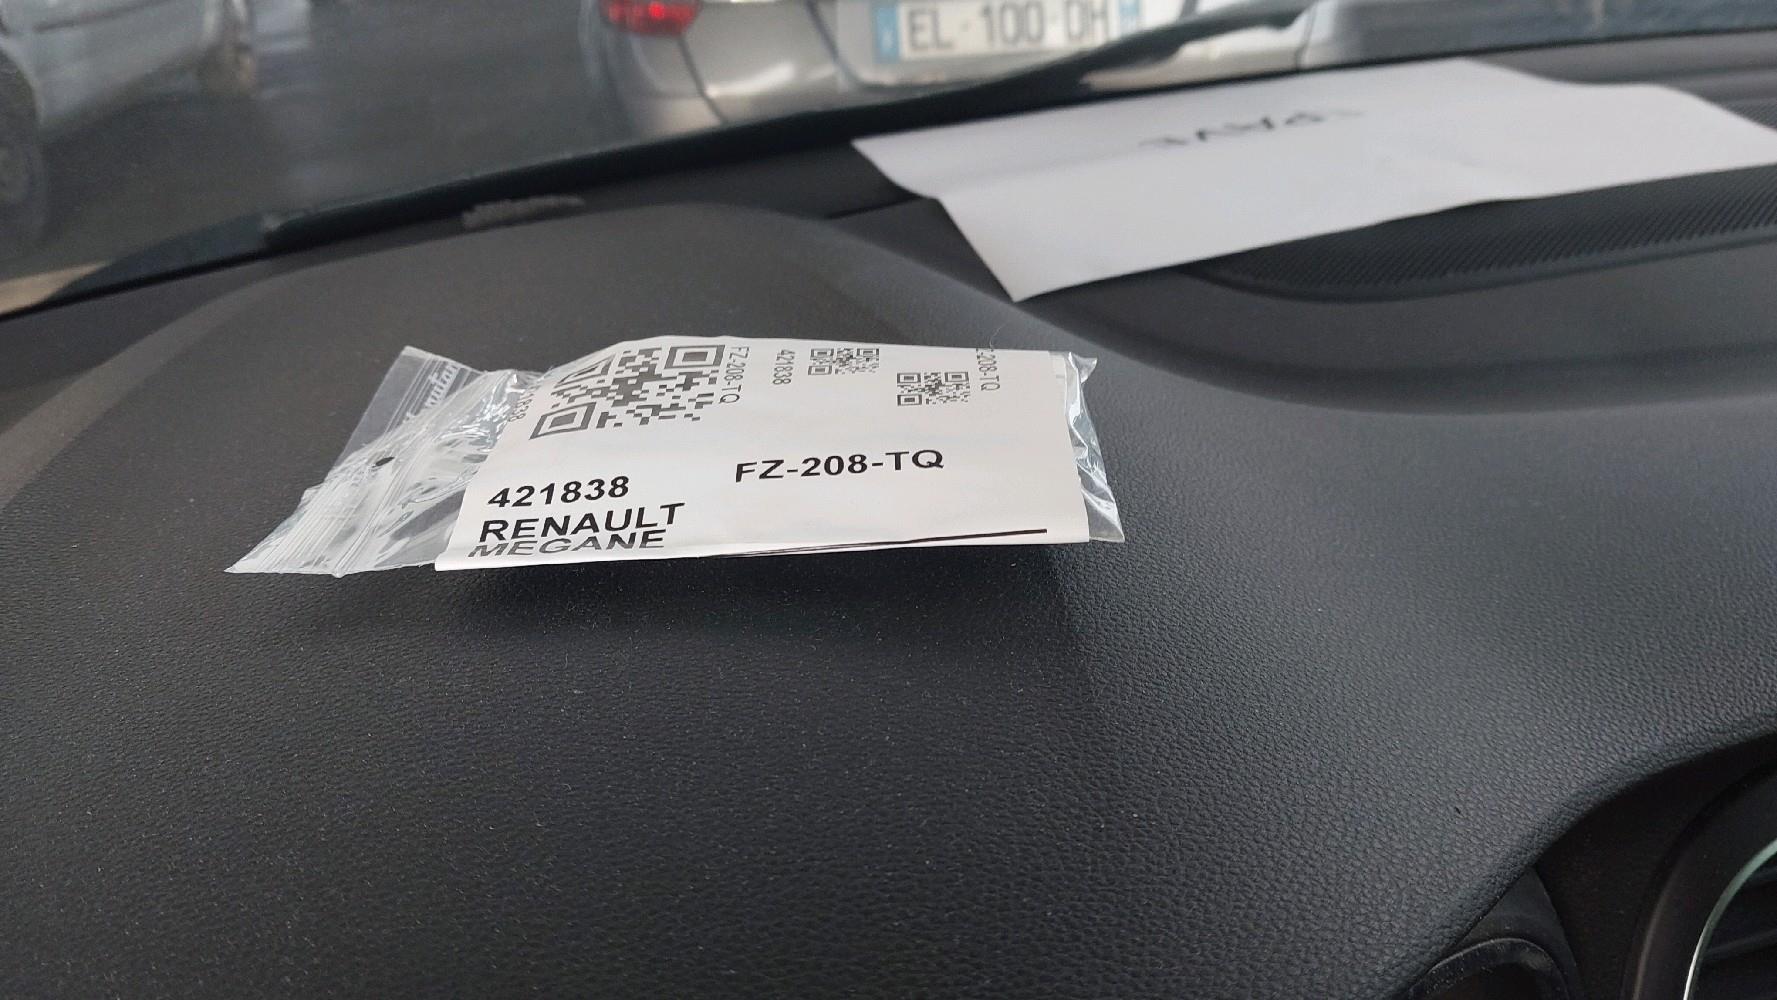 EL-100-DH
FZ-208-TQ
421838
421838
FZ-208-TQ
RENAULT
MEGANE